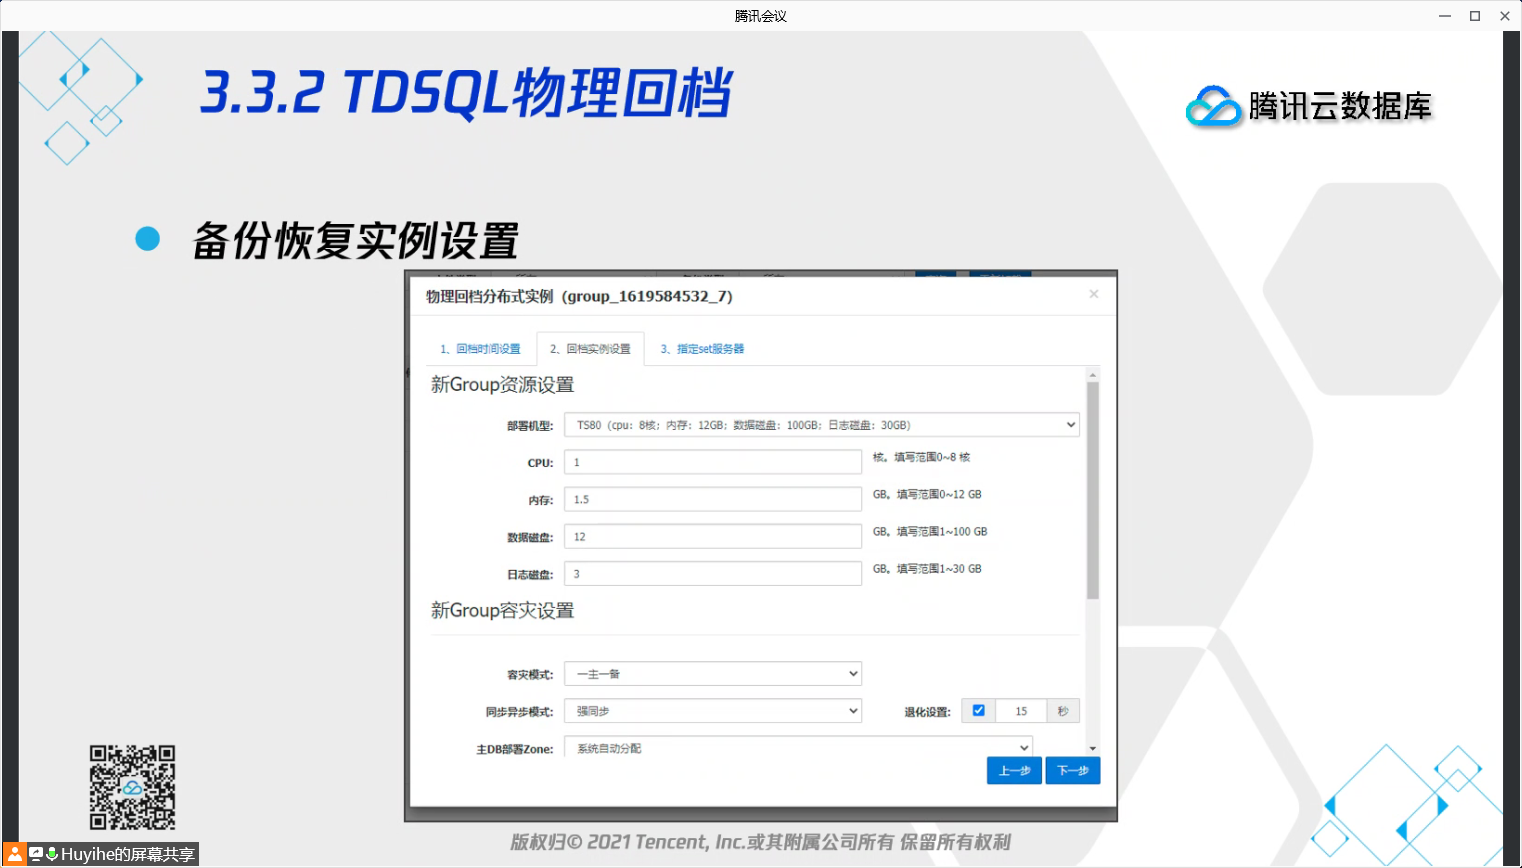 腾讯会议
3.3.2 TDSQL物理回档
腾讯云数据库
备份恢复实例设置
物理回档分布式实例（group_1619584532_7）
×
1、回档时间设置
2、回档实例设置
3、指定set服务器
新Group资源设置
部署机型: TS80（cpu：8核；内存：12GB；数据磁盘：100GB；日志磁盘：30GB）
CPU: 1 核。填写范围0~8 核
内存: 1.5 GB。填写范围0~12 GB
数据磁盘: 12 GB。填写范围1~100 GB
日志磁盘: 3 GB。填写范围1~30 GB
新Group容灾设置
容灾模式: 一主一备
同步异步模式: 强同步 退化设置: 15 秒
主DB部署Zone: 系统自动分配
上一步 下一步
版权归© 2021 Tencent, Inc.或其附属公司所有 保留所有权利
Huyihe的屏幕共享